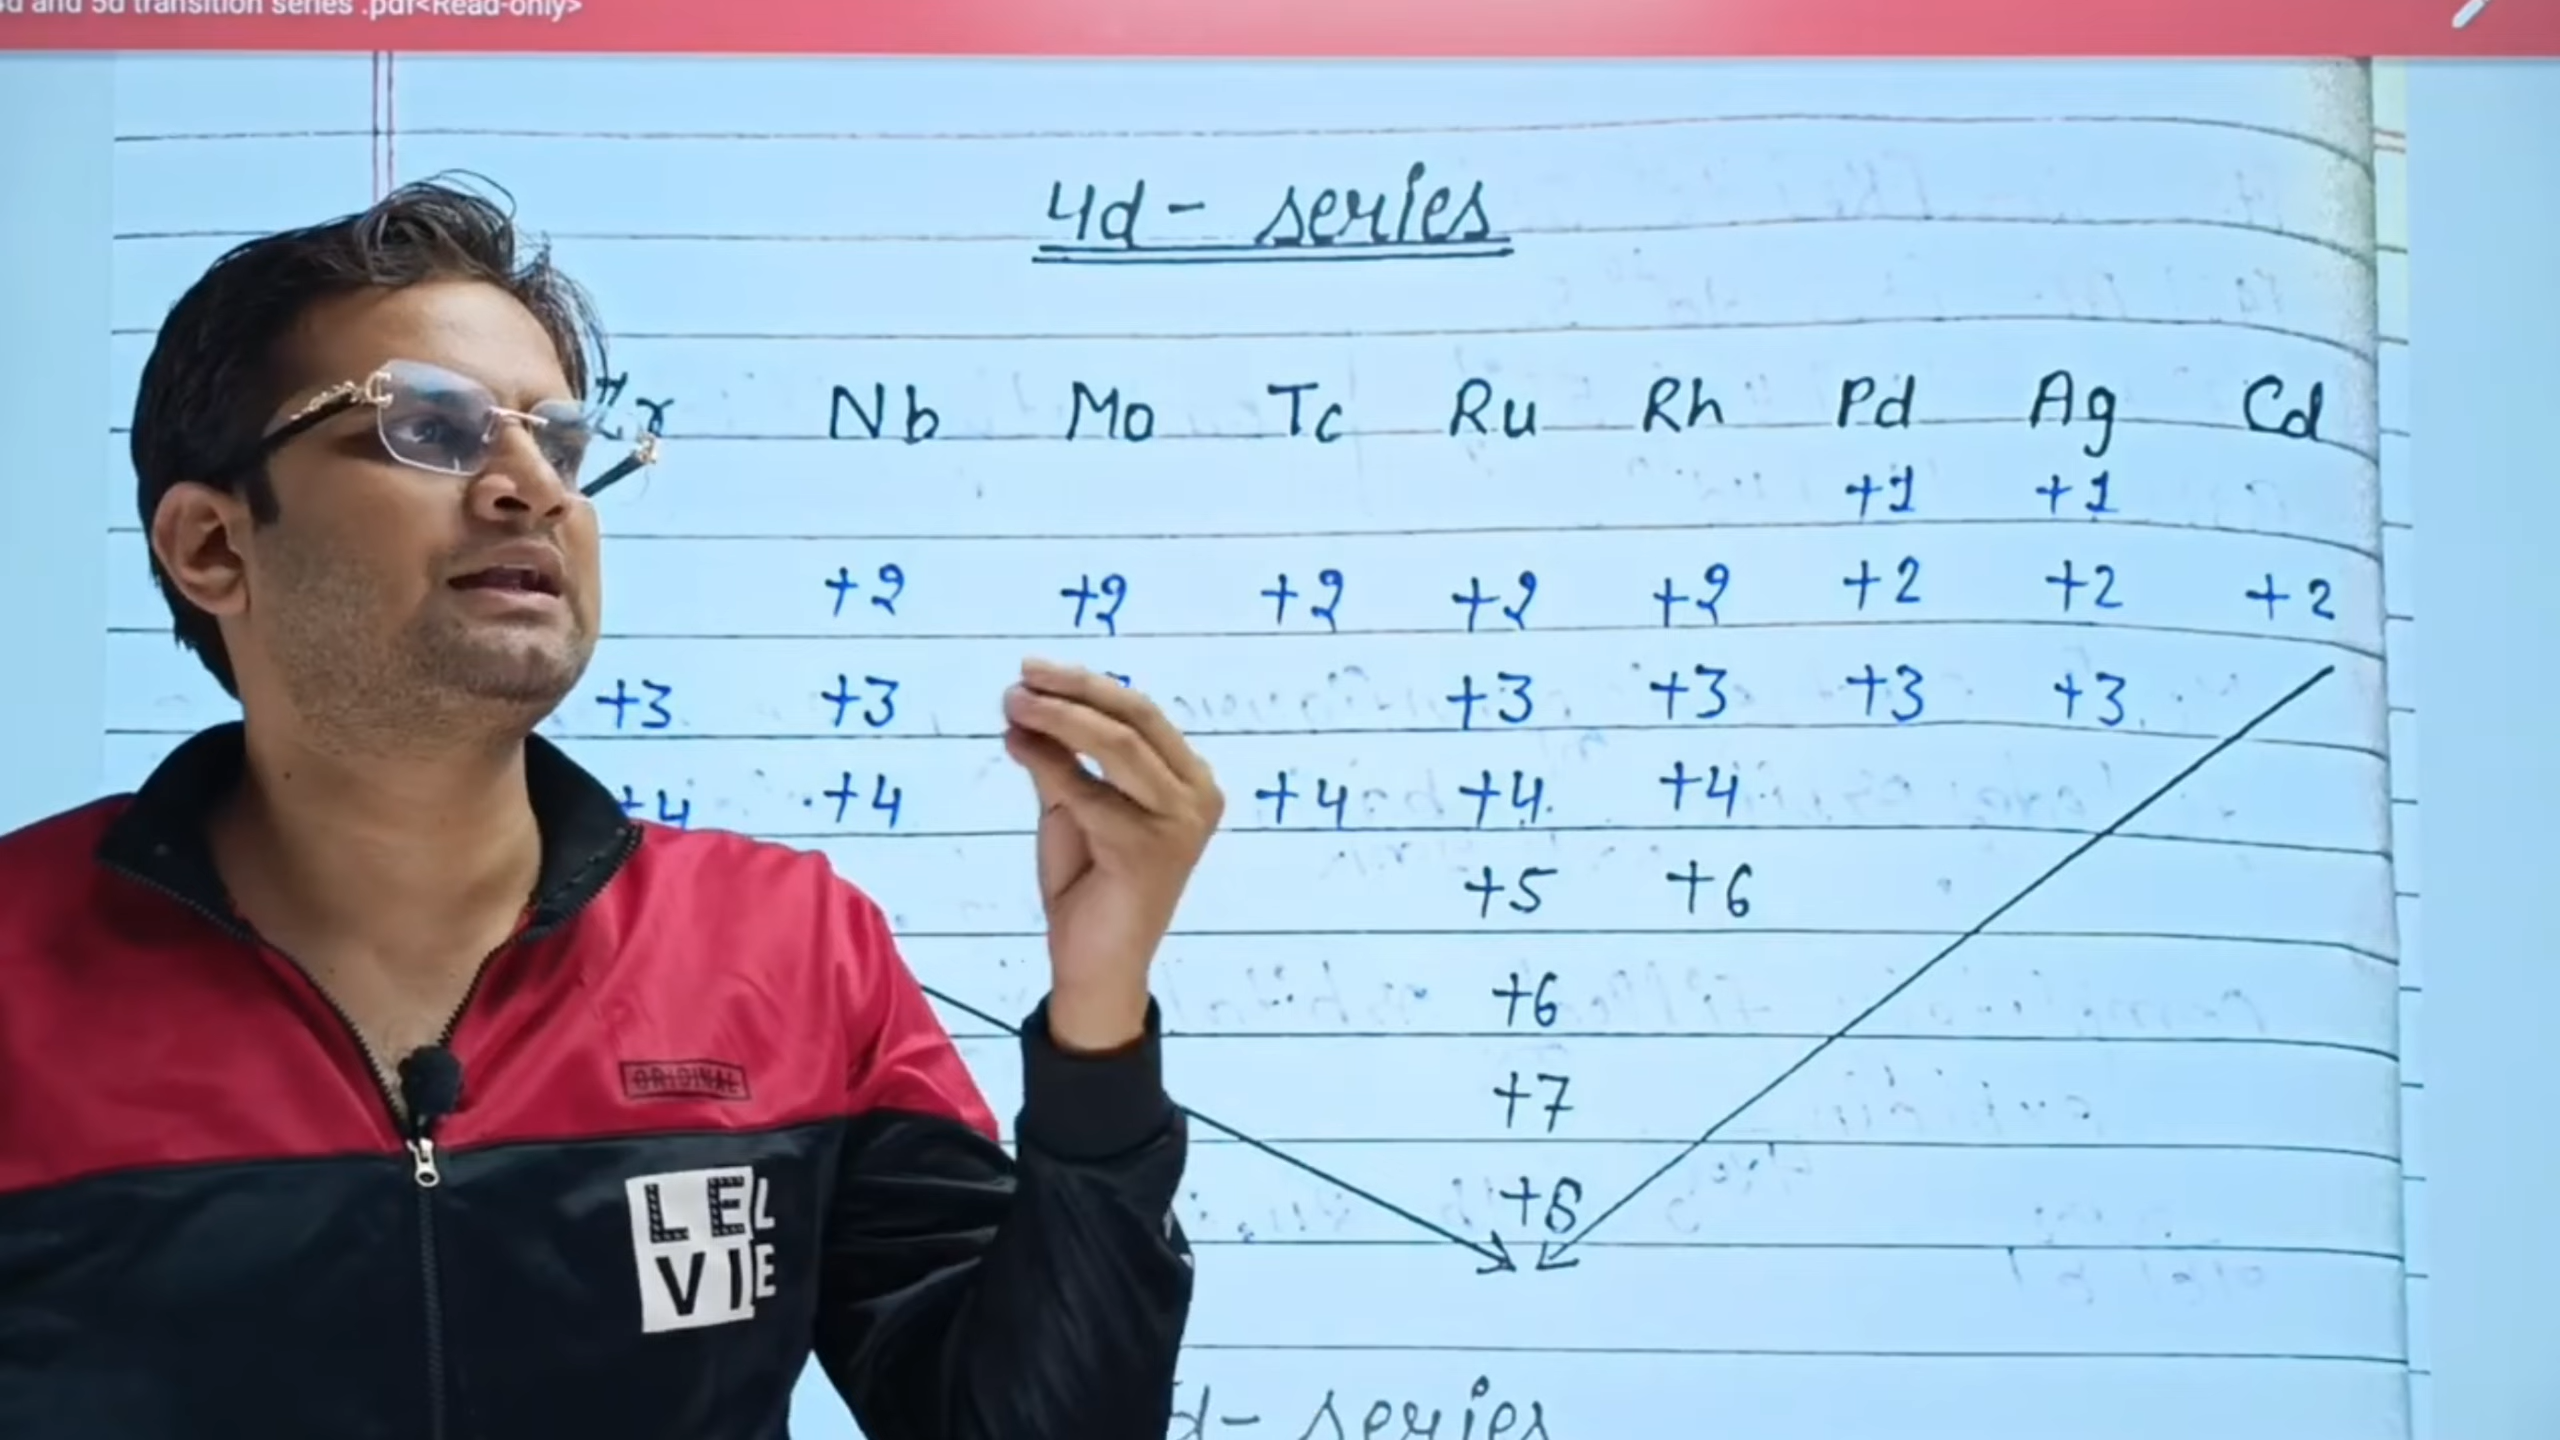 and 5d transition series .pdf<Read-only>
4d - series
Zr Nb Mo Tc Ru Rh Pd Ag Cd
+1 +1
+2 +2 +2 +2 +2 +2 +2 +2
+3 +3 +3 +3 +3 +3
+4 +4 +4 +4 +4
+5 +6
+6
+7
+8
d - series
ORIGINAL
LEL
VIE